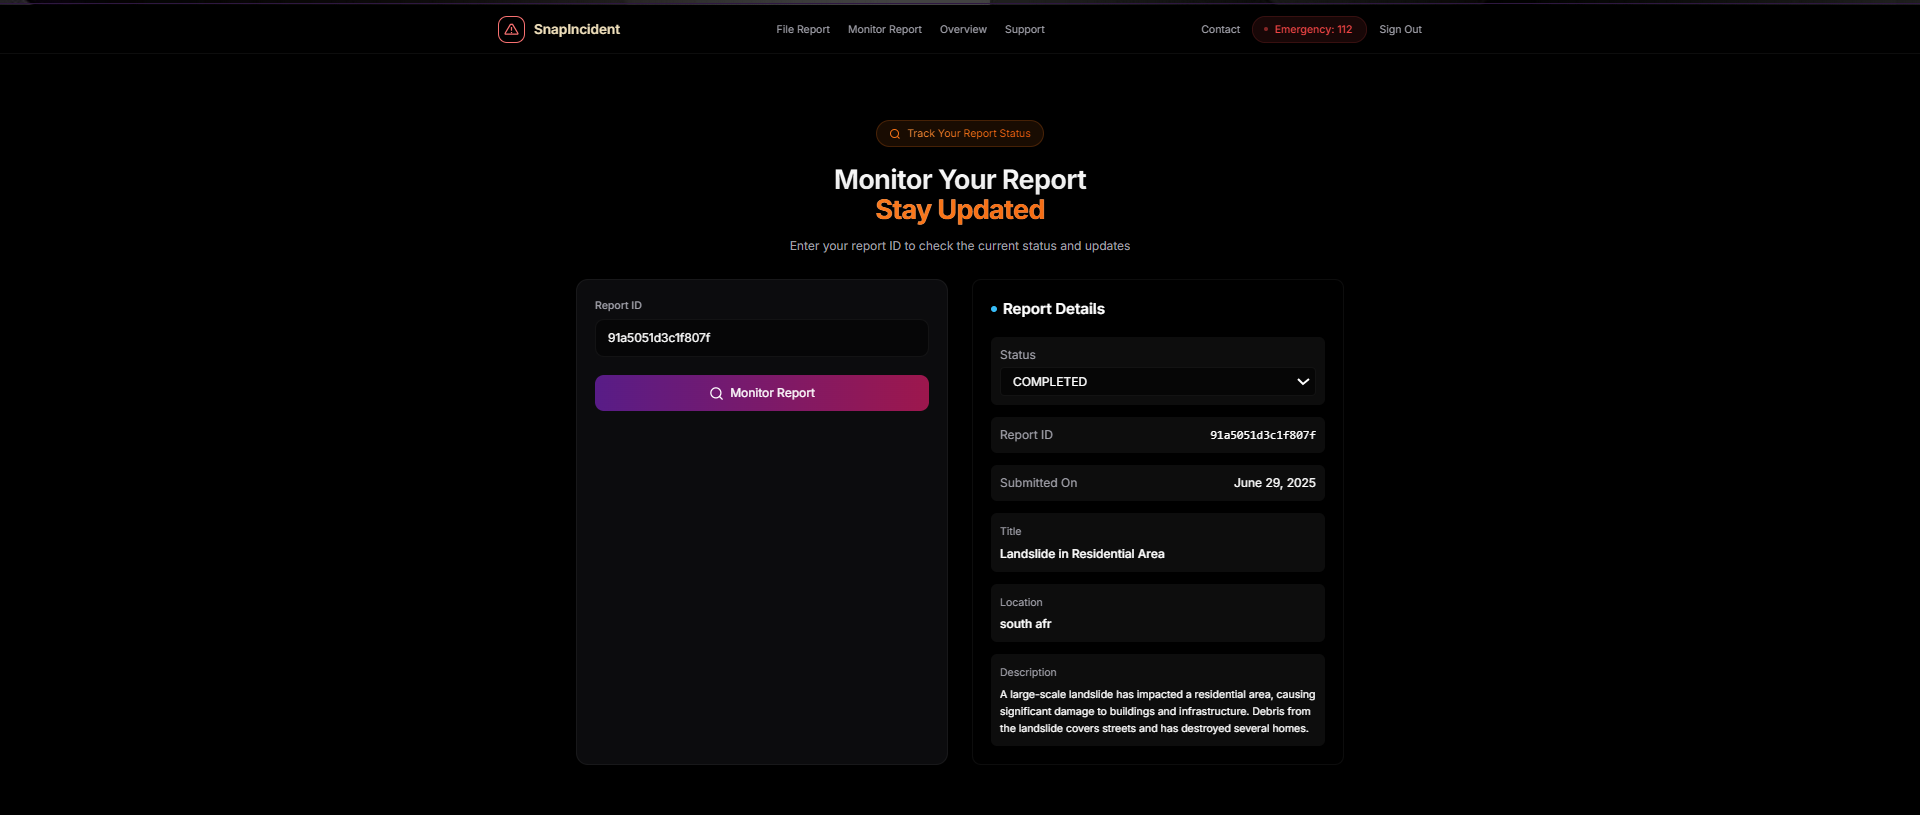 SnapIncident
File Report
Monitor Report
Overview
Support
Contact
Emergency: 112
Sign Out
Track Your Report Status
Monitor Your Report
Stay Updated
Enter your report ID to check the current status and updates
Report ID
91a5051d3c1f807f
Monitor Report
Report Details
Status
COMPLETED
Report ID
91a5051d3c1f807f
Submitted On
June 29, 2025
Title
Landslide in Residential Area
Location
south afr
Description
A large-scale landslide has impacted a residential area, causing
significant damage to buildings and infrastructure. Debris from
the landslide covers streets and has destroyed several homes.